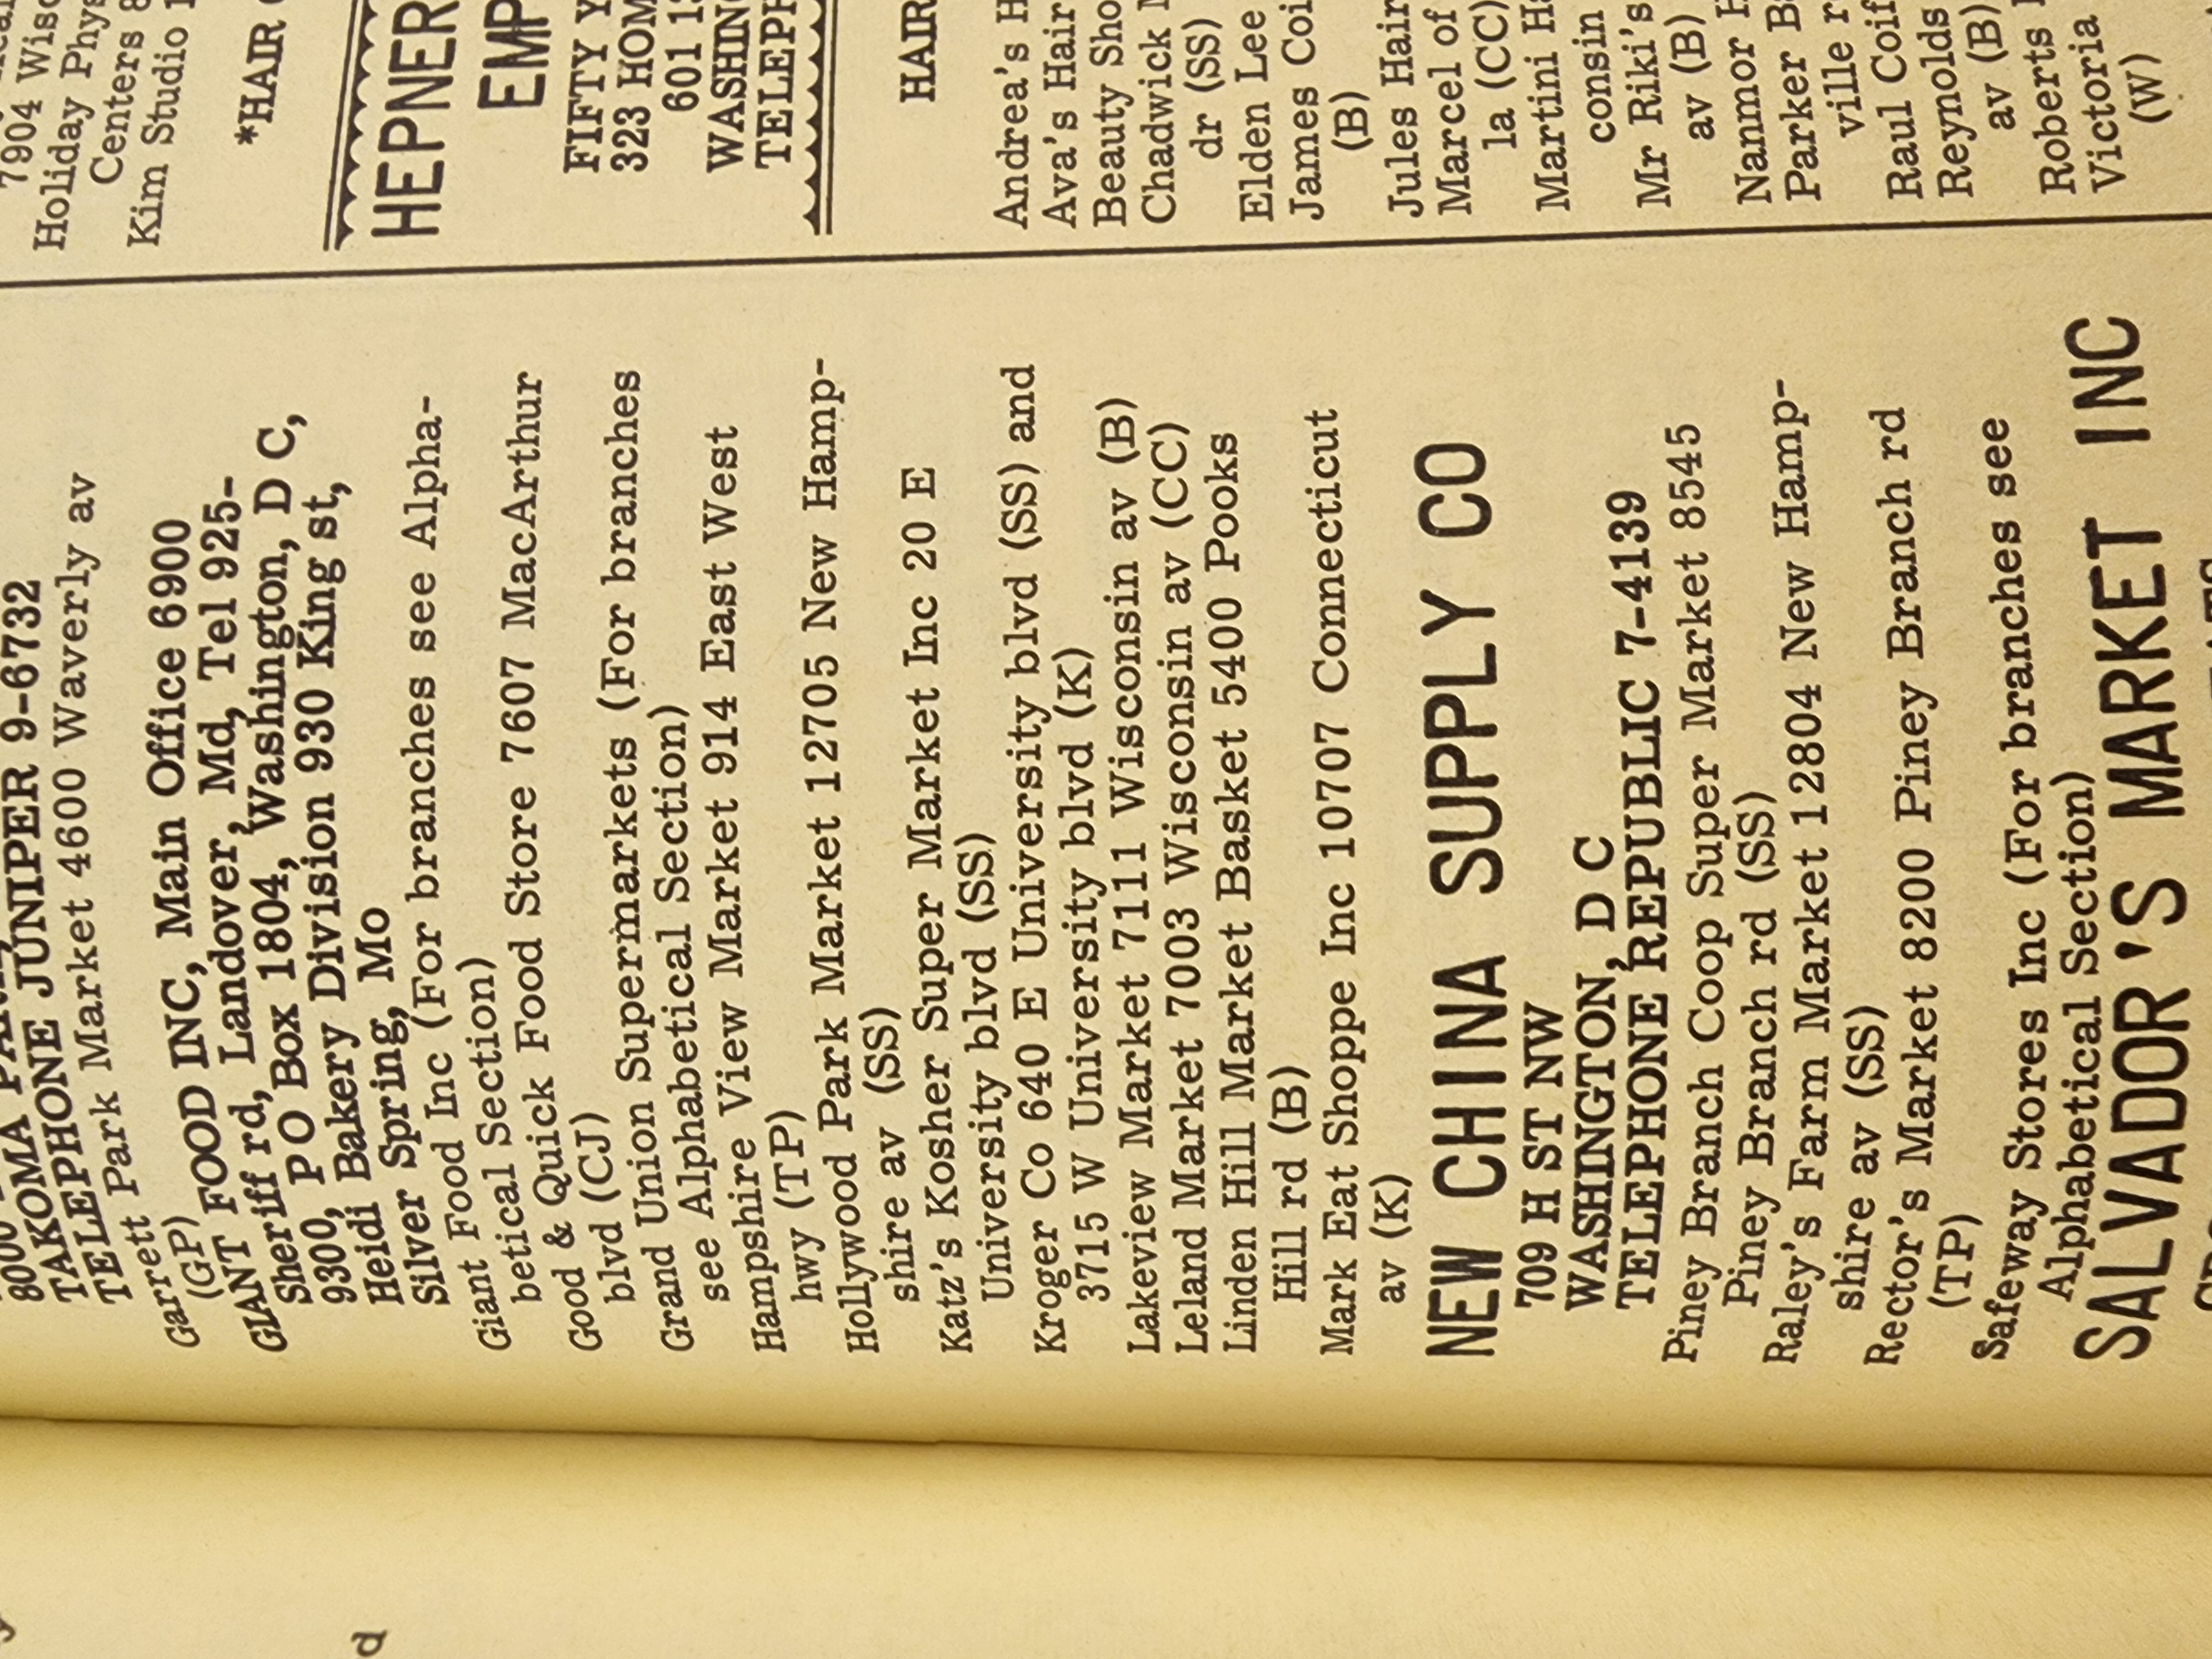 TAKOMA
TELEPHONE JUNIPER 9-6732
Garrett Park Market 4600 Waverly av
(GP)
GIANT FOOD INC, Main Office 6900
Sheriff rd, Landover, Md, Tel 925-
9300, P O Box 1804, Washington, D C,
Heidi Bakery Division 930 King st,
Silver Spring, Mo
Giant Food Inc (For branches see Alpha-
betical Section)
Good & Quick Food Store 7607 MacArthur
blvd (CJ)
Grand Union Supermarkets (For branches
see Alphabetical Section)
Hampshire View Market 914 East West
hwy (TP)
Hollywood Park Market 12705 New Hamp-
shire av (SS)
Katz's Kosher Super Market Inc 20 E
University blvd (SS)
Kroger Co 640 E University blvd (SS) and
3715 W University blvd (K)
Lakeview Market 7111 Wisconsin av (B)
Leland Market 7003 Wisconsin av (CC)
Linden Hill Market Basket 5400 Pooks
Hill rd (B)
Mark Eat Shoppe Inc 10707 Connecticut
av (K)
NEW CHINA SUPPLY CO
709 H ST NW
WASHINGTON, D C
TELEPHONE REPUBLIC 7-4139
Piney Branch Coop Super Market 8545
Piney Branch rd (SS)
Raley's Farm Market 12804 New Hamp-
shire av (SS)
Rector's Market 8200 Piney Branch rd
(TP)
Safeway Stores Inc (For branches see
Alphabetical Section)
SALVADOR'S MARKET INC
7904
Holiday
Centers
Kim Studio
*HAIR
HEPNER
EMP
FIFTY Y
323 HOM
601
WASHING
TELEPH
HAIR
Andrea's H
Ava's Hair
Beauty Sho
Chadwick
dr (SS)
Elden Lee
James Coi
(B)
Jules Hair
Marcel of
la (CC)
Martini Ha
consin
Mr Riki's
av (B)
Nanmor H
Parker Ba
ville r
Raul Coif
Reynolds
av (B)
Roberts
Victoria
(W)